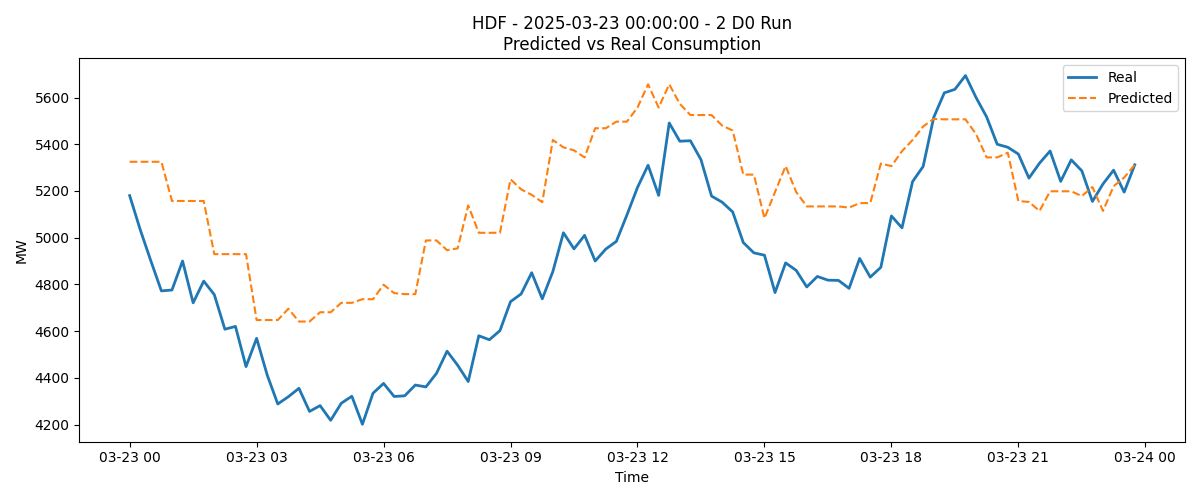 HDF - 2025-03-23 00:00:00 - 2 D0 Run
Predicted vs Real Consumption
Real
Predicted
MW
5600
5400
5200
5000
4800
4600
4400
4200
03-23 00
03-23 03
03-23 06
03-23 09
03-23 12
03-23 15
03-23 18
03-23 21
03-24 00
Time